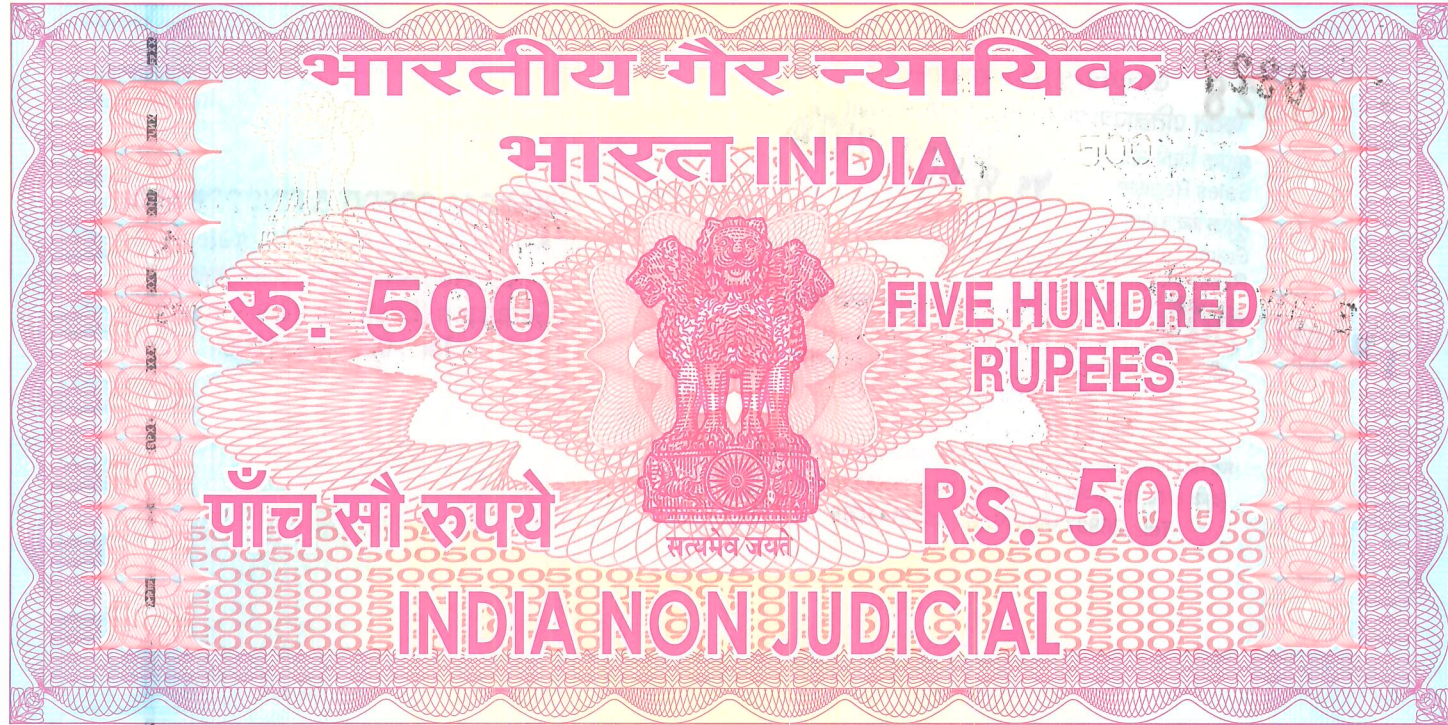 भारतीय गैर न्यायिक
भारत INDIA
रु. 500
FIVE HUNDRED
RUPEES
पाँच सौ रुपये
Rs. 500
सत्यमेव जयते
INDIA NON JUDICIAL